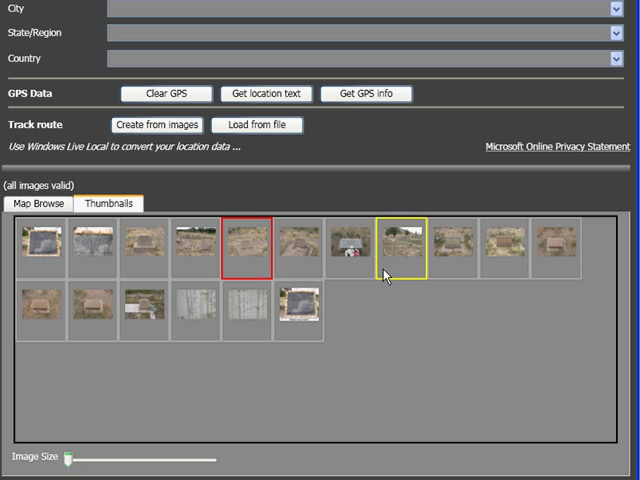 City
State/Region
Country
GPS Data Clear GPS Get location text Get GPS info
Track route Create from images Load from file
Use Windows Live Local to convert your location data ... Microsoft Online Privacy Statement
(all images valid)
Map Browse Thumbnails
Image Size